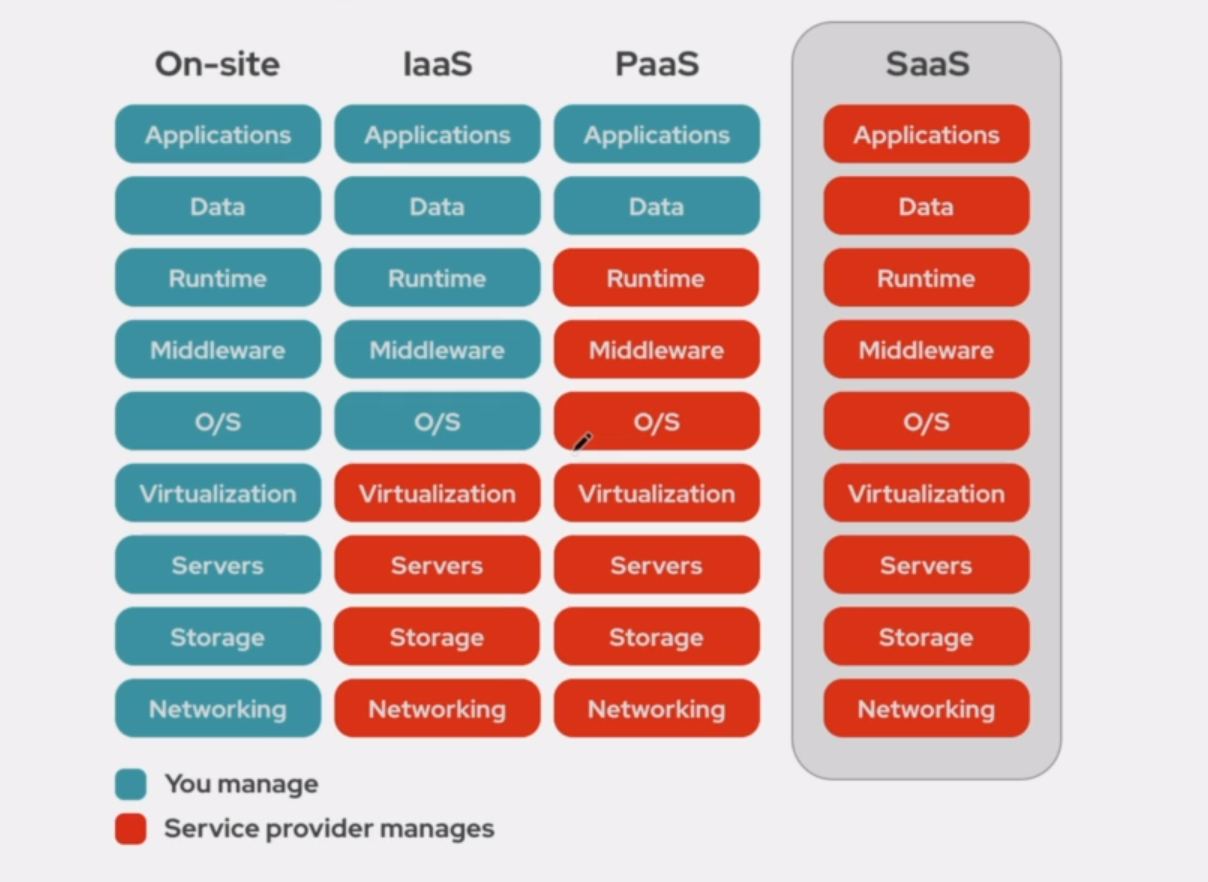 On-site IaaS PaaS SaaS
Applications Applications Applications Applications
Data Data Data Data
Runtime Runtime Runtime Runtime
Middleware Middleware Middleware Middleware
O/S O/S O/S O/S
Virtualization Virtualization Virtualization Virtualization
Servers Servers Servers Servers
Storage Storage Storage Storage
Networking Networking Networking Networking
You manage
Service provider manages